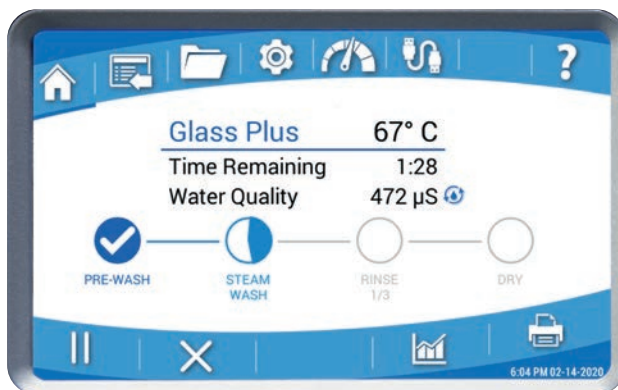 ?
Glass Plus 67° C
Time Remaining 1:28
Water Quality 472 µS
PRE-WASH
STEAM
WASH
RINSE
1/3
DRY
6:04 PM 02-14-2020